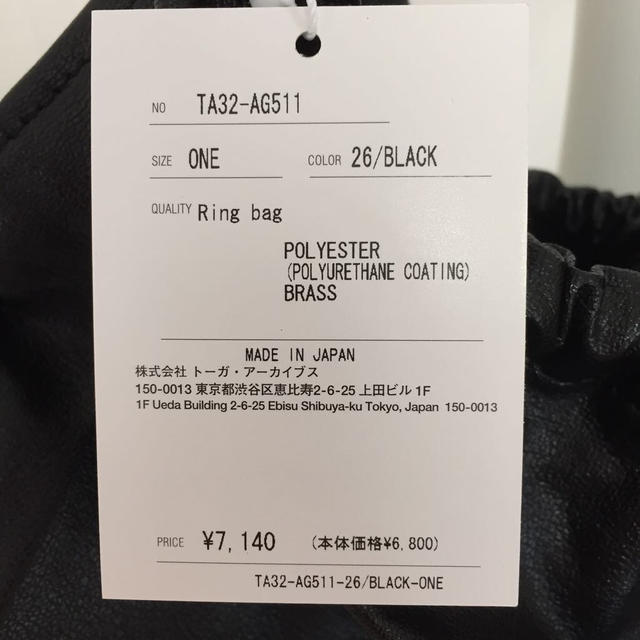 NO TA32-AG511
SIZE ONE COLOR 26/BLACK
QUALITY Ring bag
POLYESTER
(POLYURETHANE COATING)
BRASS
MADE IN JAPAN
株式会社 トーガ・アーカイブス
150-0013 東京都渋谷区恵比寿2-6-25 上田ビル 1F
1F Ueda Building 2-6-25 Ebisu Shibuya-ku Tokyo, Japan 150-0013
PRICE ¥7,140 (本体価格¥6,800)
TA32-AG511-26/BLACK-ONE